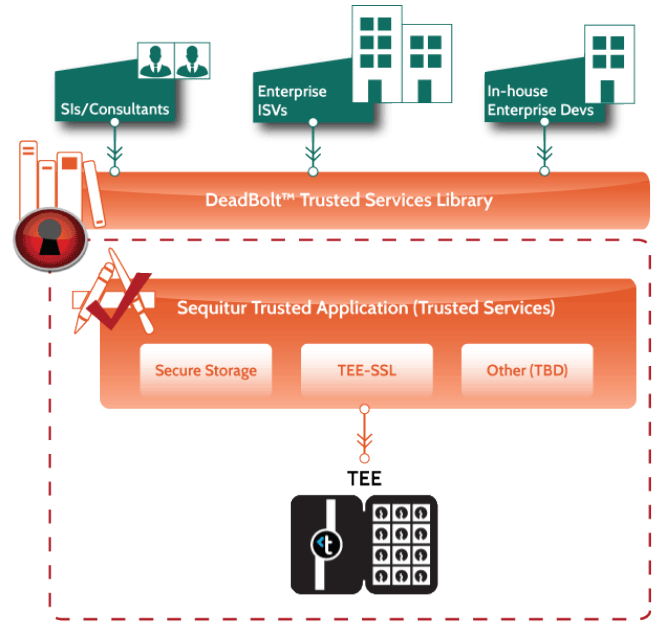 SIs/Consultants
Enterprise
ISVs
In-house
Enterprise Devs
DeadBolt™ Trusted Services Library
Sequitur Trusted Application (Trusted Services)
Secure Storage
TEE-SSL
Other (TBD)
TEE
t